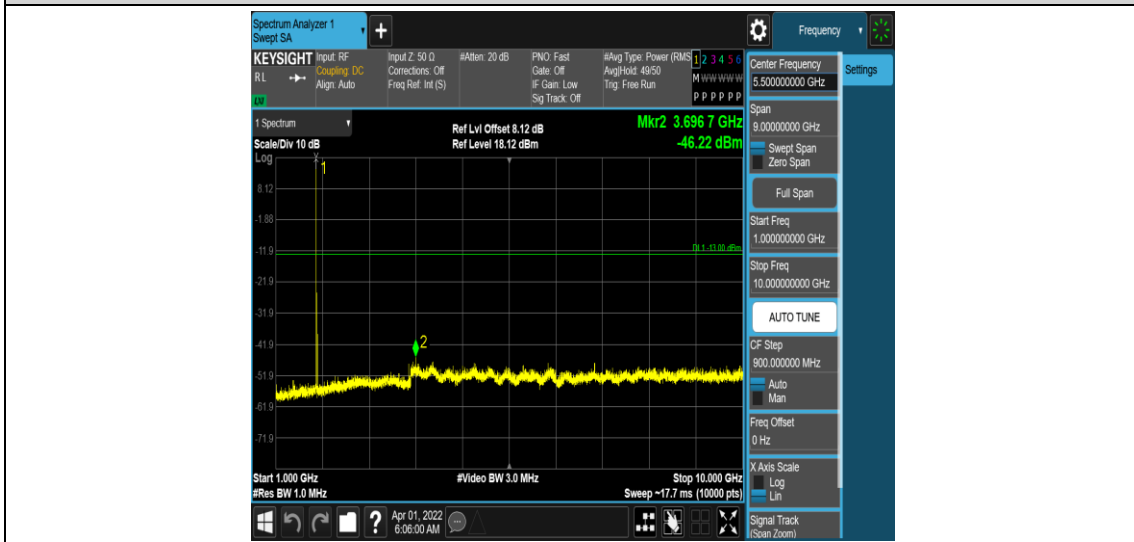 Spectrum Analyzer 1
Swept SA
+
Frequency
KEYSIGHT
RL
Input: RF
Coupling: DC
Align: Auto
Input Z: 50 Ω
Corrections: Off
Freq Ref: Int (S)
#Atten: 20 dB
PNO: Fast
Gate: Off
IF Gain: Low
Sig Track: Off
#Avg Type: Power (RMS
Avg|Hold: 49/50
Trig: Free Run
1 2 3 4 5 6
M W W W W W
P P P P P P
LXI
1 Spectrum
Scale/Div 10 dB
Ref Lvl Offset 8.12 dB
Ref Level 18.12 dBm
Mkr2 3.696 7 GHz
-46.22 dBm
Log
1
8.12
-1.88
-11.9
DL1 -13.00 dBm
-21.9
-31.9
-41.9
2
-51.9
-61.9
-71.9
Start 1.000 GHz
#Res BW 1.0 MHz
#Video BW 3.0 MHz
Stop 10.000 GHz
Sweep ~17.7 ms (10000 pts)
?
Apr 01, 2022
6:06:00 AM
Center Frequency
5.500000000 GHz
Settings
Span
9.00000000 GHz
Swept Span
Zero Span
Full Span
Start Freq
1.000000000 GHz
Stop Freq
10.000000000 GHz
AUTO TUNE
CF Step
900.000000 MHz
Auto
Man
Freq Offset
0 Hz
X Axis Scale
Log
Lin
Signal Track
(Span Zoom)